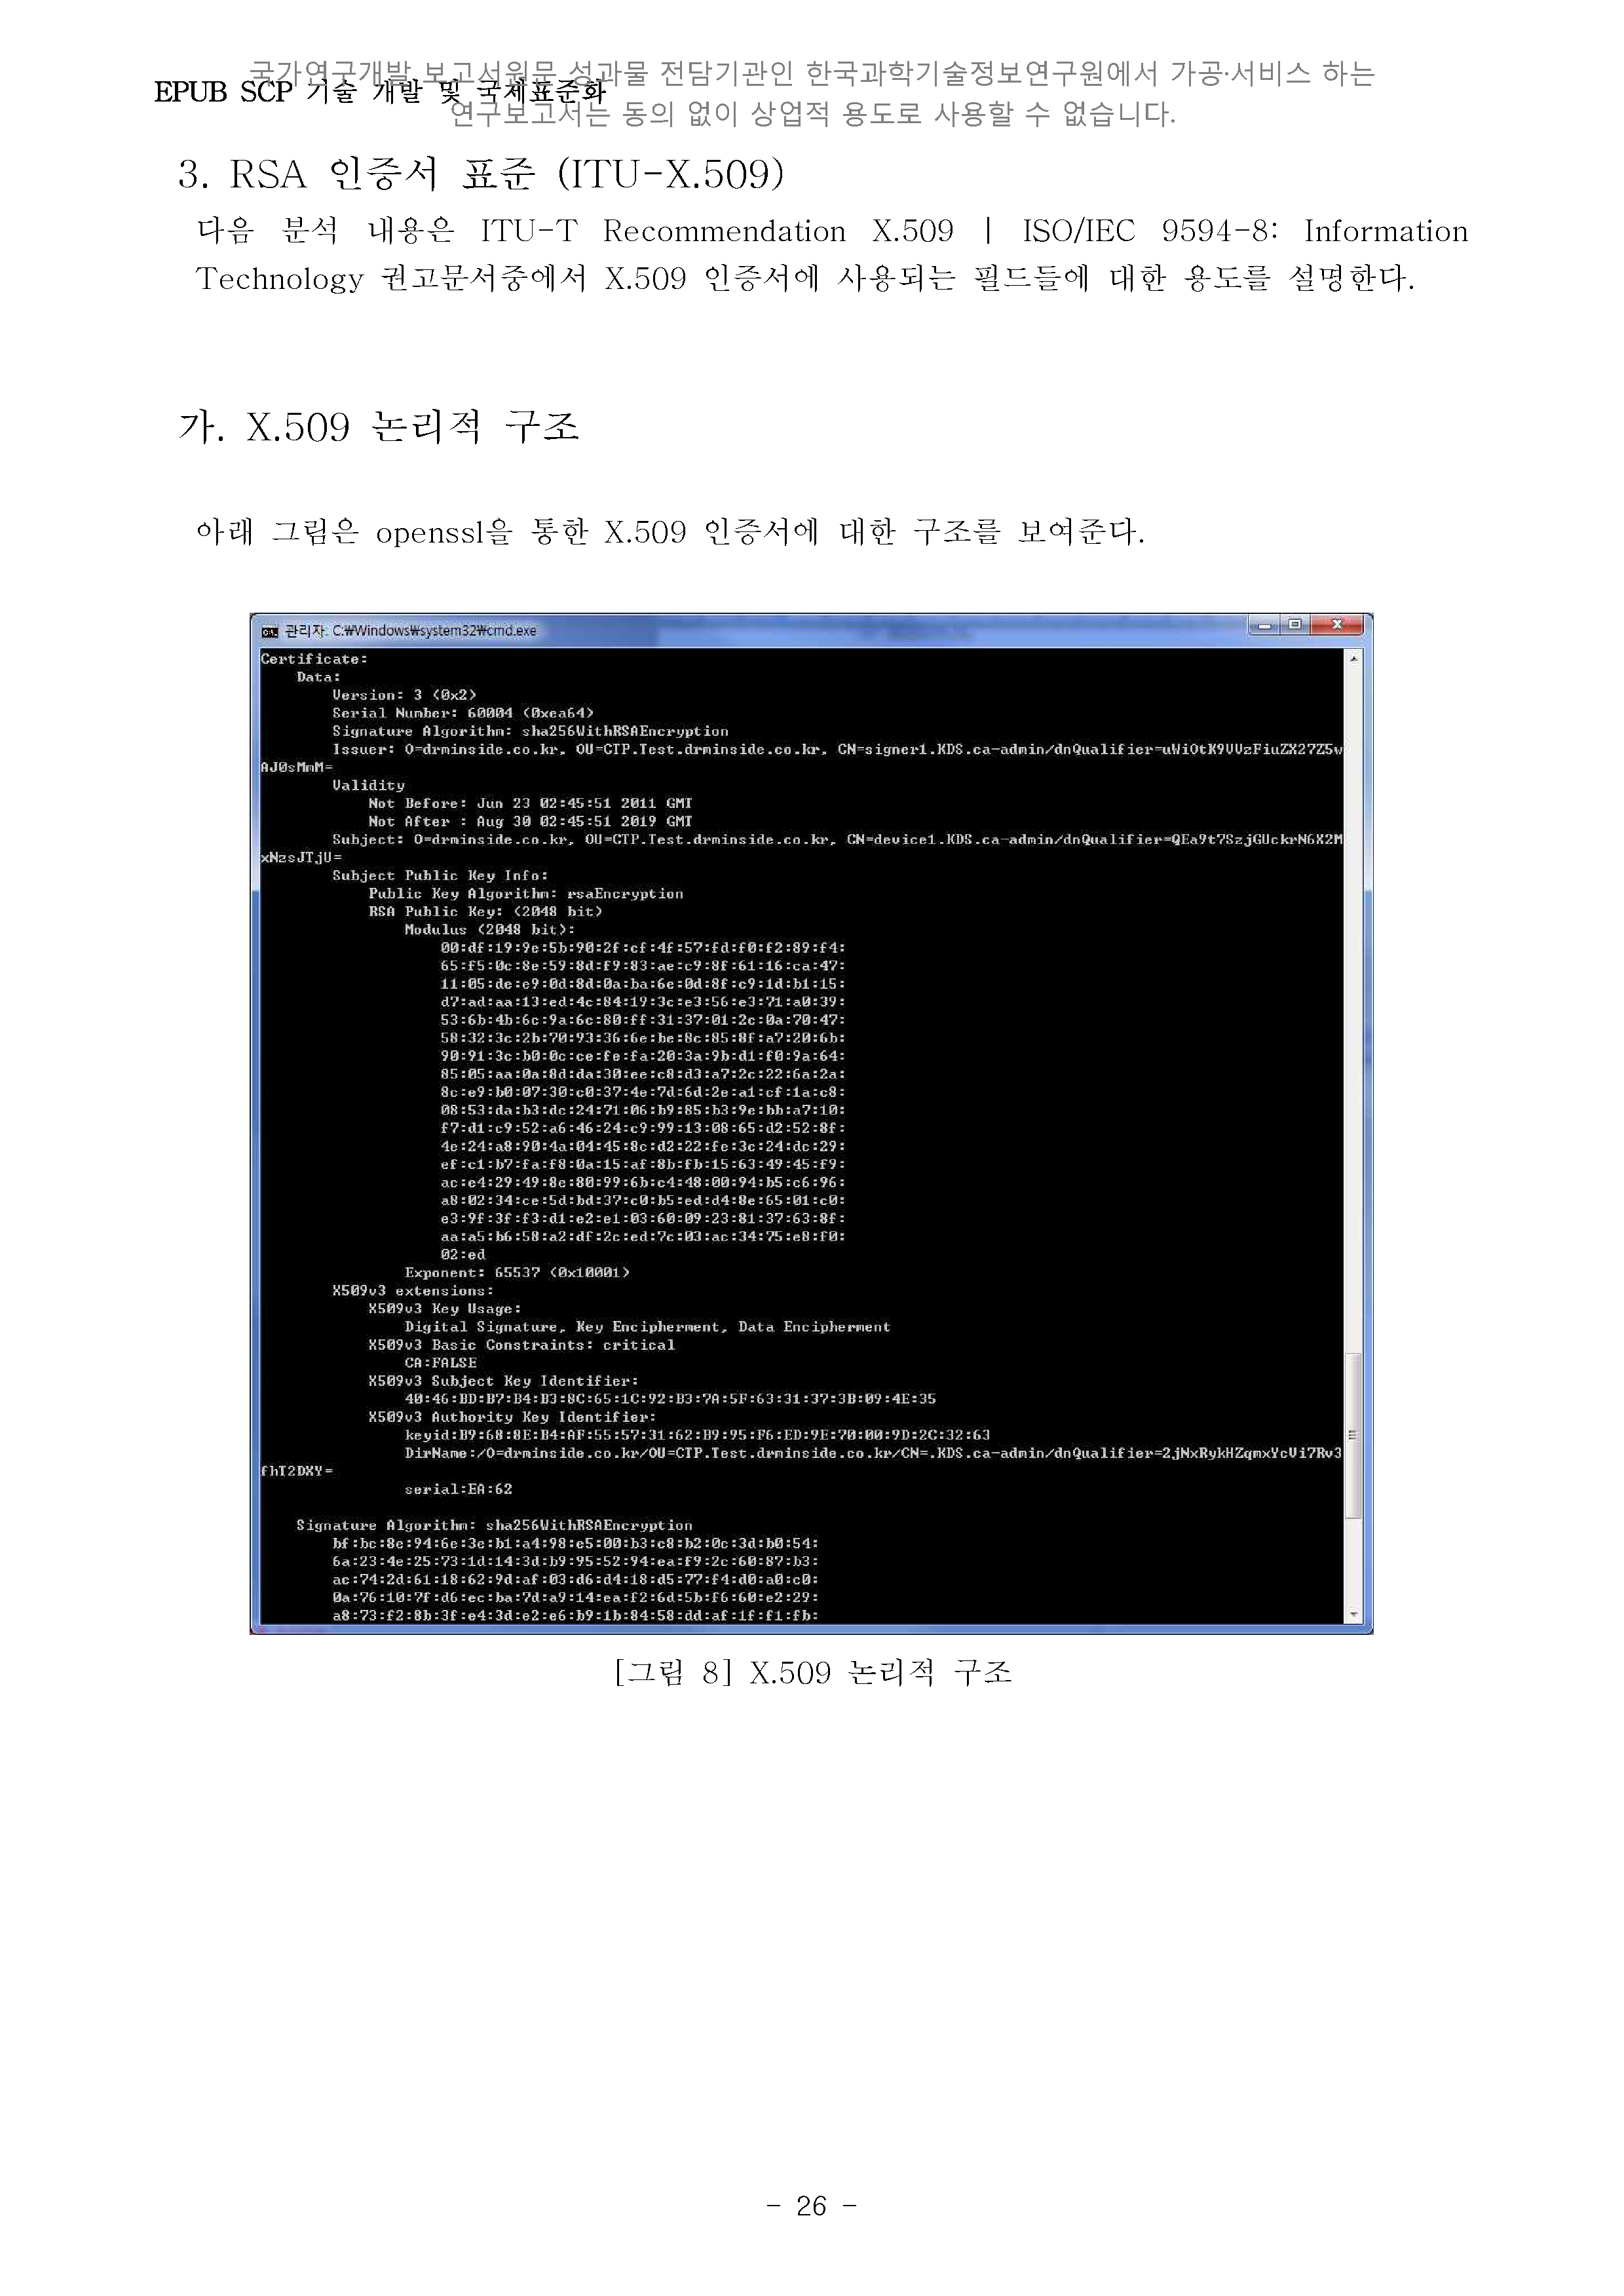 국가연구개발 보고서원문 성과물 전담기관인 한국과학기술정보연구원에서 가공·서비스 하는
연구보고서는 동의 없이 상업적 용도로 사용할 수 없습니다.
EPUB SCP 기술 개발 및 국제표준화
3. RSA 인증서 표준 (ITU-X.509)
다음 분석 내용은 ITU-T Recommendation X.509 | ISO/IEC 9594-8: Information
Technology 권고문서중에서 X.509 인증서에 사용되는 필드들에 대한 용도를 설명한다.
가. X.509 논리적 구조
아래 그림은 openssl을 통한 X.509 인증서에 대한 구조를 보여준다.
관리자: C:₩Windows₩system32₩cmd.exe
Certificate:
Data:
Version: 3 (0x2)
Serial Number: 60004 (0xea64)
Signature Algorithm: sha256WithRSAEncryption
Issuer: O=drminside.co.kr, OU=CTP.Test.drminside.co.kr, CN=signer1.KDS.ca-admin/dnQualifier=uWiOtK9VVzFiuZX27Z5w
AJ0sMmM=
Validity
Not Before: Jun 23 02:45:51 2011 GMT
Not After : Aug 30 02:45:51 2019 GMT
Subject: O=drminside.co.kr, OU=CTP.Test.drminside.co.kr, CN=device1.KDS.ca-admin/dnQualifier=QEa9t7SzjGUckrN6X2M
xNzsJTjU=
Subject Public Key Info:
Public Key Algorithm: rsaEncryption
RSA Public Key: (2048 bit)
Modulus (2048 bit):
00:df:19:9e:5b:90:2f:cf:4f:57:fd:f0:f2:89:f4:
65:f5:0c:8e:59:8d:f9:83:ae:c9:8f:61:16:ca:47:
11:05:de:e9:0d:8d:0a:ba:6e:0d:8f:c9:1d:b1:15:
d7:ad:aa:13:ed:4c:84:19:3c:e3:56:e3:71:a0:39:
53:6b:4b:6c:9a:6c:80:ff:31:37:01:2c:0a:70:47:
58:32:3c:2b:70:93:36:6e:be:8c:85:8f:a7:20:6b:
90:91:3c:b0:0c:ce:fe:fa:20:3a:9b:d1:f0:9a:64:
85:05:aa:0a:8d:da:30:ee:c8:d3:a7:2c:22:6a:2a:
8c:e9:b0:07:30:c0:37:4e:7d:6d:2e:a1:cf:1a:c8:
08:53:da:b3:dc:24:71:06:b9:85:b3:9e:bb:a7:10:
f7:d1:c9:52:a6:46:24:c9:99:13:08:65:d2:52:8f:
4e:24:a8:90:4a:04:45:8c:d2:22:fe:3c:24:dc:29:
ef:c1:b7:fa:f8:0a:15:af:8b:fb:15:63:49:45:f9:
ac:e4:29:49:8e:80:99:6b:c4:48:00:94:b5:c6:96:
a8:02:34:ce:5d:bd:37:c0:b5:ed:d4:8e:65:01:c0:
e3:9f:3f:f3:d1:e2:e1:03:60:09:23:81:37:63:8f:
aa:a5:b6:58:a2:df:2c:ed:7c:03:ac:34:75:e8:f0:
02:ed
Exponent: 65537 (0x10001)
X509v3 extensions:
X509v3 Key Usage:
Digital Signature, Key Encipherment, Data Encipherment
X509v3 Basic Constraints: critical
CA:FALSE
X509v3 Subject Key Identifier:
40:46:BD:B7:B4:B3:8C:65:1C:92:B3:7A:5F:63:31:37:3B:09:4E:35
X509v3 Authority Key Identifier:
keyid:B9:68:8E:B4:AF:55:57:31:62:B9:95:F6:ED:9E:70:00:9D:2C:32:63
DirName:/O=drminside.co.kr/OU=CTP.Test.drminside.co.kr/CN=.KDS.ca-admin/dnQualifier=2jNxRykHZqmxYcVi7Rv3
fhT2DXY=
serial:EA:62
Signature Algorithm: sha256WithRSAEncryption
bf:bc:8e:94:6e:3e:b1:a4:98:e5:00:b3:c8:b2:0c:3d:b0:54:
6a:23:4e:25:73:1d:14:3d:b9:95:52:94:ea:f9:2c:60:87:b3:
ac:74:2d:61:18:62:9d:af:03:d6:d4:18:d5:77:f4:d0:a0:c0:
0a:76:10:7f:d6:ec:ba:7d:a9:14:ea:f2:6d:5b:f6:60:e2:29:
a8:73:f2:8b:3f:e4:3d:e2:e6:b9:1b:84:58:dd:af:1f:f1:fb:
[그림 8] X.509 논리적 구조
- 26 -